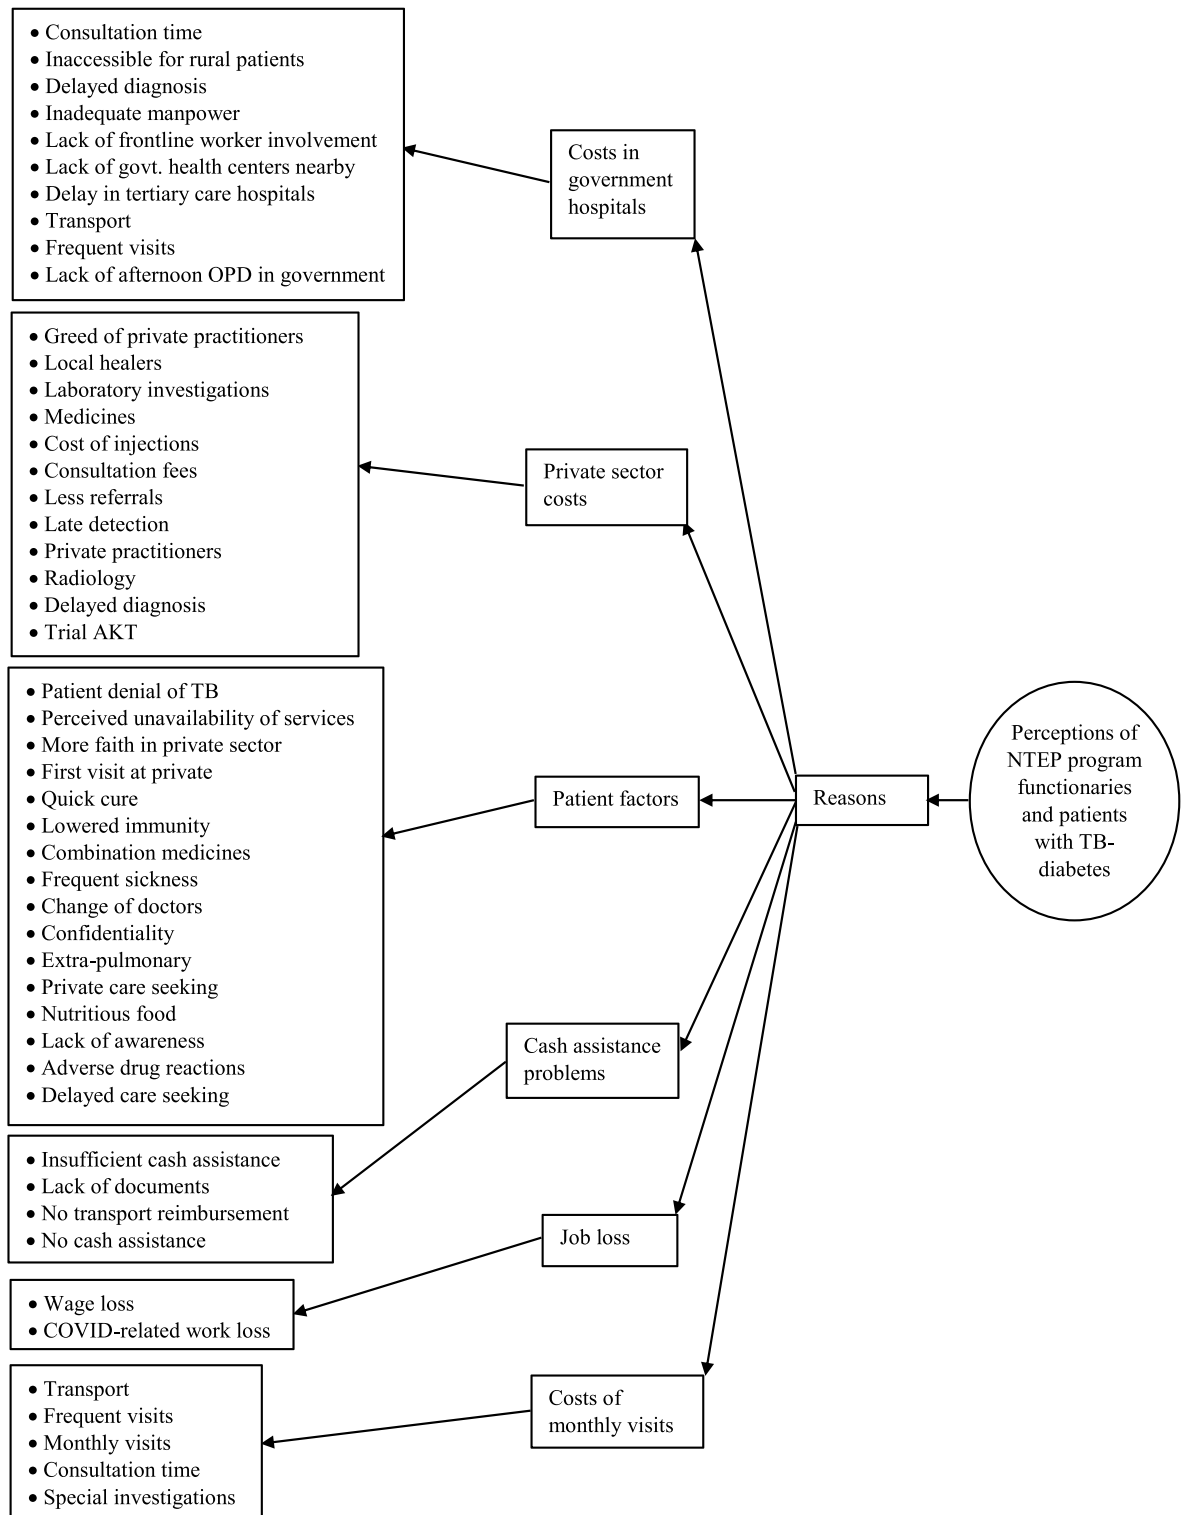 • Consultation time
• Inaccessible for rural patients
• Delayed diagnosis
• Inadequate manpower
• Lack of frontline worker involvement
• Lack of govt. health centers nearby
• Delay in tertiary care hospitals
• Transport
• Frequent visits
• Lack of afternoon OPD in government
Costs in
government
hospitals
• Greed of private practitioners
• Local healers
• Laboratory investigations
• Medicines
• Cost of injections
• Consultation fees
• Less referrals
• Late detection
• Private practitioners
• Radiology
• Delayed diagnosis
• Trial AKT
Private sector
costs
• Patient denial of TB
• Perceived unavailability of services
• More faith in private sector
• First visit at private
• Quick cure
• Lowered immunity
• Combination medicines
• Frequent sickness
• Change of doctors
• Confidentiality
• Extra-pulmonary
• Private care seeking
• Nutritious food
• Lack of awareness
• Adverse drug reactions
• Delayed care seeking
Patient factors
Reasons
Perceptions of
NTEP program
functionaries
and patients
with TB-
diabetes
• Insufficient cash assistance
• Lack of documents
• No transport reimbursement
• No cash assistance
Cash assistance
problems
• Wage loss
• COVID-related work loss
Job loss
• Transport
• Frequent visits
• Monthly visits
• Consultation time
• Special investigations
Costs of
monthly visits